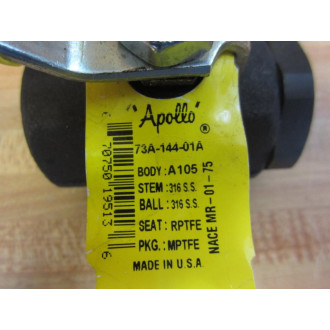 "Apollo"®
73A-144-01A
BODY: A105
STEM: 316 S.S.
BALL: 316 S.S.
SEAT: RPTFE
PKG.: MPTFE
MADE IN U.S.A.
NACE MR-01-75
70750 19513 6